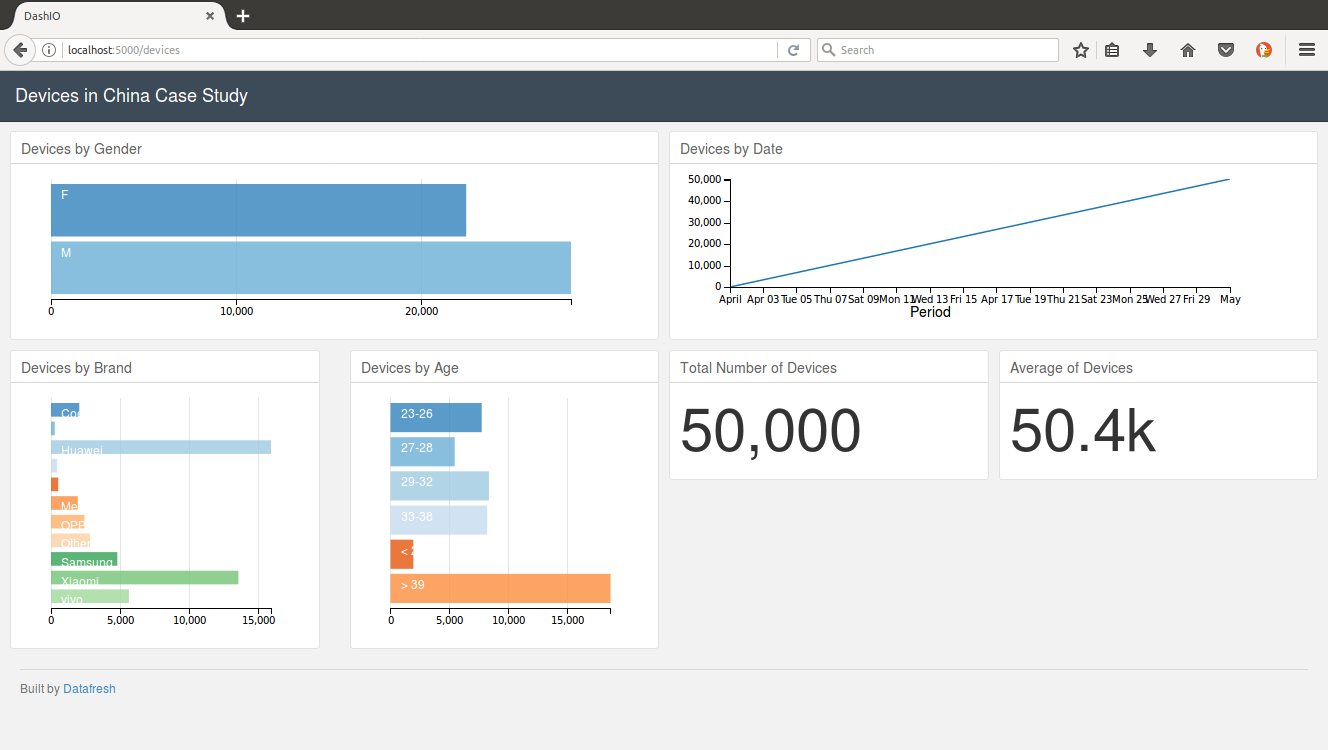 DashIO
localhost:5000/devices
Search
Devices in China Case Study
Devices by Gender
F
M
0 10,000 20,000
Devices by Date
50,000
40,000
30,000
20,000
10,000
0
April Apr 03 Tue 05 Thu 07 Sat 09 Mon 11 Wed 13 Fri 15 Apr 17 Tue 19 Thu 21 Sat 23 Mon 25 Wed 27 Fri 29 May
Period
Devices by Brand
Huawei
OPP
Other
Samsung
Xiaomi
vivo
0 5,000 10,000 15,000
Devices by Age
23-26
27-28
29-32
33-38
> 39
0 5,000 10,000 15,000
Total Number of Devices
50,000
Average of Devices
50.4k
Built by Datafresh